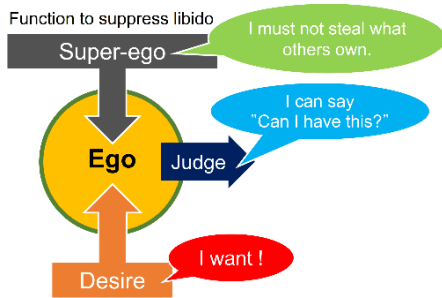 Function to suppress libido
Super-ego
I must not steal what
others own.
I can say
”Can I have this?”
Ego
Judge
I want !
Desire